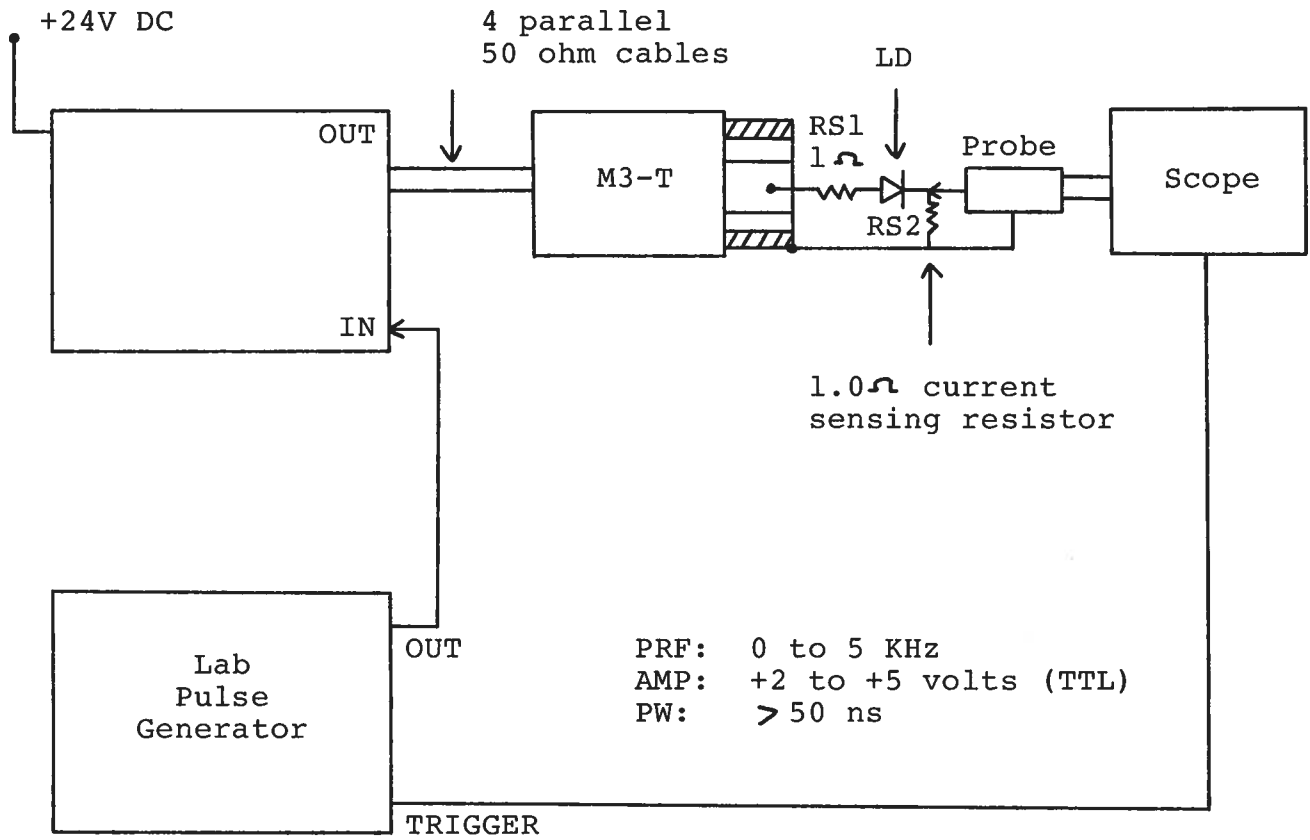 +24V DC
4 parallel
50 ohm cables
LD
OUT
RS1
1Ω
Probe
M3-T
Scope
RS2
IN
1.0Ω current
sensing resistor
OUT
Lab
Pulse
Generator
PRF: 0 to 5 KHz
AMP: +2 to +5 volts (TTL)
PW: > 50 ns
TRIGGER